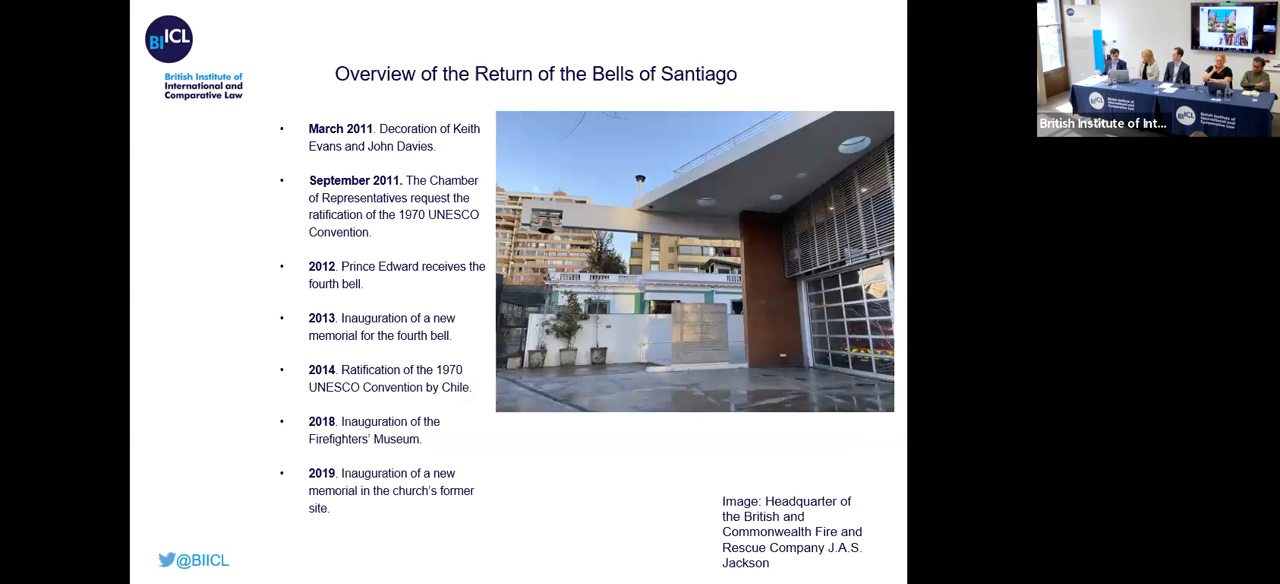 BIICL
British Institute of
International and
Comparative Law
Overview of the Return of the Bells of Santiago
• March 2011. Decoration of Keith
Evans and John Davies.
• September 2011. The Chamber
of Representatives request the
ratification of the 1970 UNESCO
Convention.
• 2012. Prince Edward receives the
fourth bell.
• 2013. Inauguration of a new
memorial for the fourth bell.
• 2014. Ratification of the 1970
UNESCO Convention by Chile.
• 2018. Inauguration of the
Firefighters’ Museum.
• 2019. Inauguration of a new
memorial in the church’s former
site.
Image: Headquarter of
the British and
Commonwealth Fire and
Rescue Company J.A.S.
Jackson
@BIICL
BIICL
BIICL
British Institute of Int...